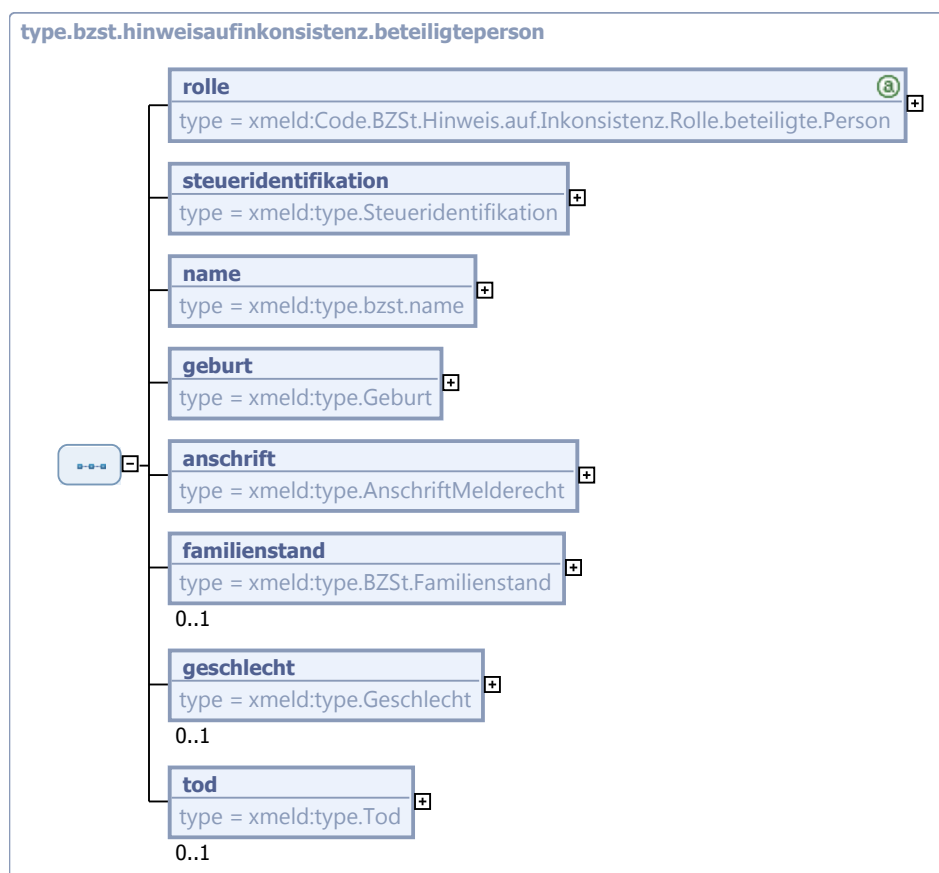 type.bzst.hinweisaufinkonsistenz.beteiligteperson
rolle
type = xmeld:Code.BZSt.Hinweis.auf.Inkonsistenz.Rolle.beteiligte.Person
steueridentifikation
type = xmeld:type.Steueridentifikation
name
type = xmeld:type.bzst.name
geburt
type = xmeld:type.Geburt
anschrift
type = xmeld:type.AnschriftMelderecht
familienstand
type = xmeld:type.BZSt.Familienstand
0..1
geschlecht
type = xmeld:type.Geschlecht
0..1
tod
type = xmeld:type.Tod
0..1